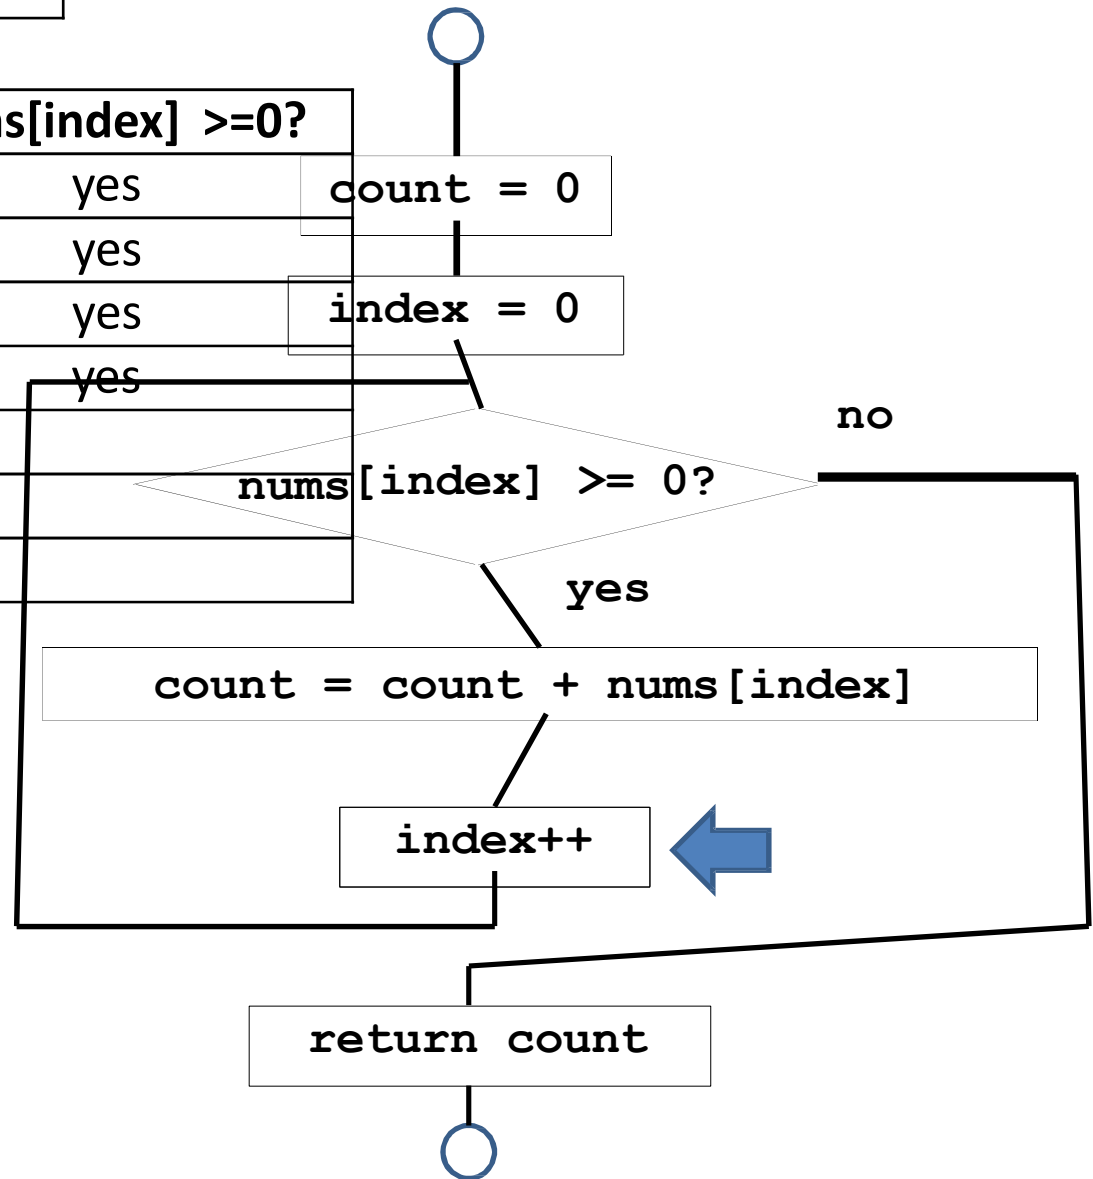 s[index] >=0?
yes
yes
yes
yes
count = 0
index = 0
no
nums[index] >= 0?
yes
count = count + nums[index]
index++
return count